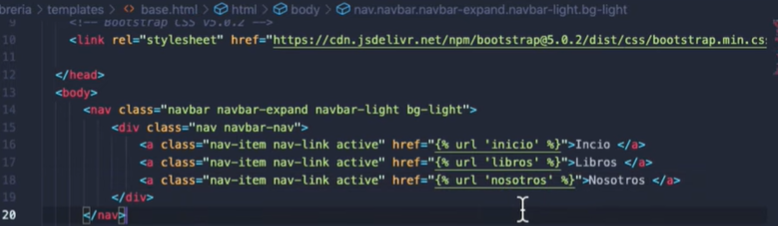 breria > templates > <> base.html > html > body > nav.navbar.navbar-expand.navbar-light.bg-light
9 <!-- Bootstrap CSS v5.0.2 -->
10 <link rel="stylesheet" href="https://cdn.jsdelivr.net/npm/bootstrap@5.0.2/dist/css/bootstrap.min.cs
11
12 </head>
13 <body>
14 <nav class="navbar navbar-expand navbar-light bg-light">
15 <div class="nav navbar-nav">
16 <a class="nav-item nav-link active" href="{% url 'inicio' %}">Incio </a>
17 <a class="nav-item nav-link active" href="{% url 'libros' %}">Libros </a>
18 <a class="nav-item nav-link active" href="{% url 'nosotros' %}">Nosotros </a>
19 </div>
20 </nav>